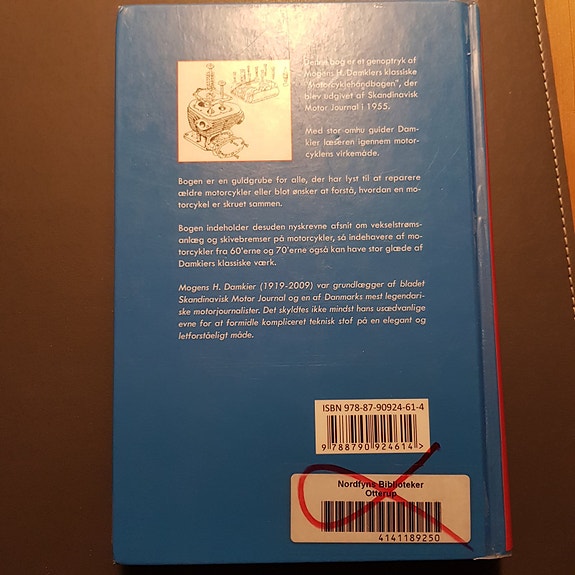 Denne bog er et genoptryk af
Mogens H. Damkiers klassiske
"Motorcyklehåndbogen", der
blev udgivet af Skandinavisk
Motor Journal i 1955.
Med stor omhu guider Dam-
kier læseren igennem motor-
cyklens virkemåde.
Bogen er en guldgrube for alle, der har lyst til at reparere
ældre motorcykler eller blot ønsker at forstå, hvordan en mo-
torcykel er skruet sammen.
Bogen indeholder desuden nyskrevne afsnit om vekselstrøms-
anlæg og skivebremser på motorcykler, så indehavere af mo-
torcykler fra 60'erne og 70'erne også kan have stor glæde af
Damkiers klassiske værk.
Mogens H. Damkier (1919-2009) var grundlægger af bladet
Skandinavisk Motor Journal og en af Danmarks mest legendari-
ske motorjournalister. Det skyldtes ikke mindst hans usædvanlige
evne for at formidle kompliceret teknisk stof på en elegant og
letforståeligt måde.
ISBN 978-87-90924-61-4
9 788790 924614 >
Nordfyns Biblioteker
Otterup
4141189250